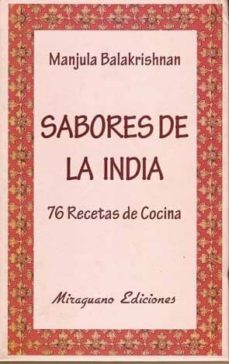 Manjula Balakrishnan
SABORES DE
LA INDIA
76 Recetas de Cocina
Miraguano Ediciones